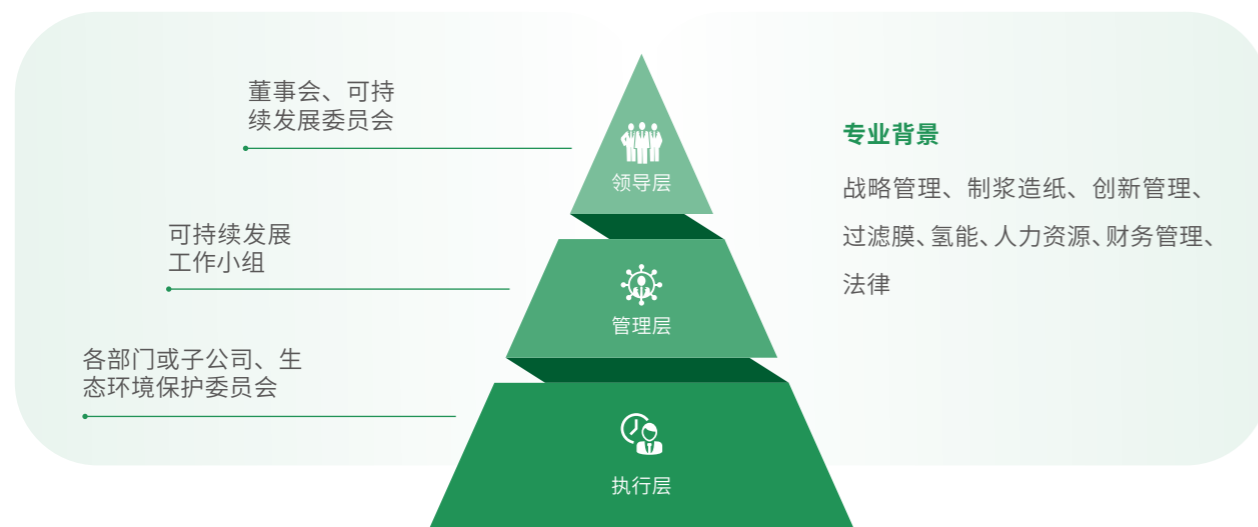 董事会、可持
续发展委员会
领导层
可持续发展
工作小组
管理层
各部门或子公司、生
态环境保护委员会
执行层
专业背景
战略管理、制浆造纸、创新管理、
过滤膜、氢能、人力资源、财务管理、
法律